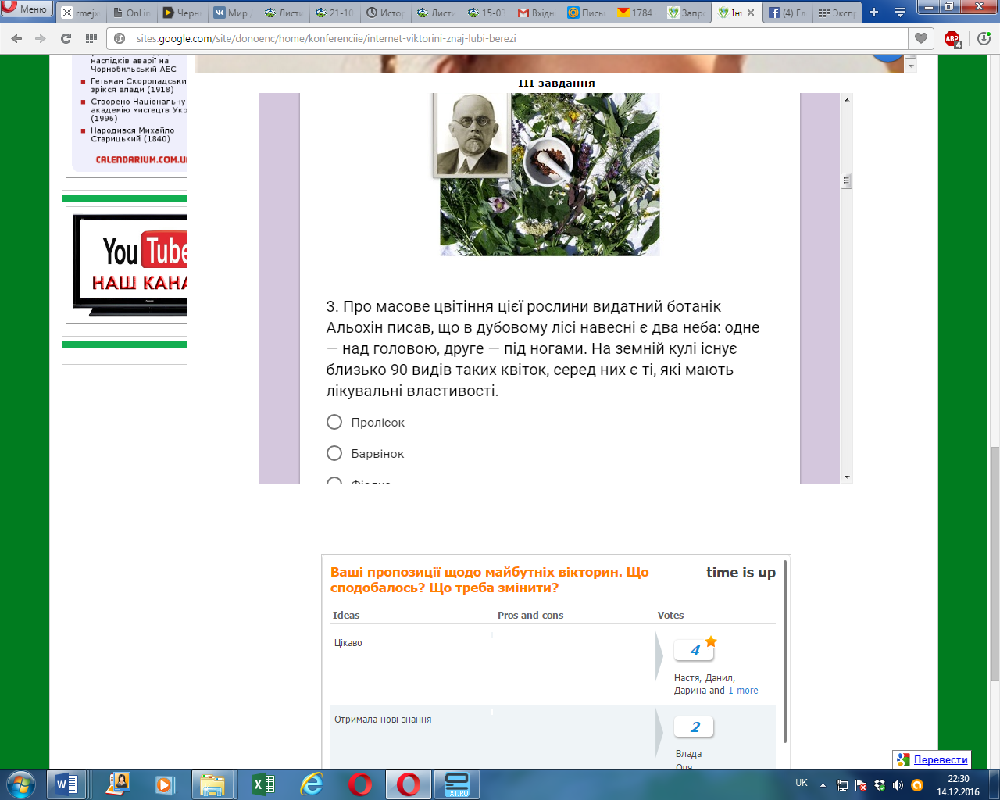 Меню
rmejx
OnLin
Черн
Мир
Листи
21-10
Истор
Листи
15-03
Вхідн
Письм
1784
Запро
Інт
(4) Ел
Экспр
sites.google.com/site/donoenc/home/konferenciie/internet-viktorini-znaj-lubi-berezi
ABP
4
наслідків аварії на
Чорнобильській АЕС
Гетьман Скоропадськи
зрікся влади (1918)
Створено Національну
академію мистецтв Укр
(1996)
Народився Михайло
Старицький (1840)
CALENDARIUM.COM.U
You Tube
НАШ КАНА
ІІІ завдання
3. Про масове цвітіння цієї рослини видатний ботанік
Альохін писав, що в дубовому лісі навесні є два неба: одне
— над головою, друге — під ногами. На земній кулі існує
близько 90 видів таких квіток, серед них є ті, які мають
лікувальні властивості.
Пролісок
Барвінок
Ваші пропозиції щодо майбутніх вікторин. Що
сподобалось? Що треба змінити?
time is up
Ideas Pros and cons Votes
Цікаво
4
Настя, Данил,
Дарина and 1 more
Отримала нові знання
2
Влада
Оля
Перевести
TXT.RU
UK
22:30
14.12.2016